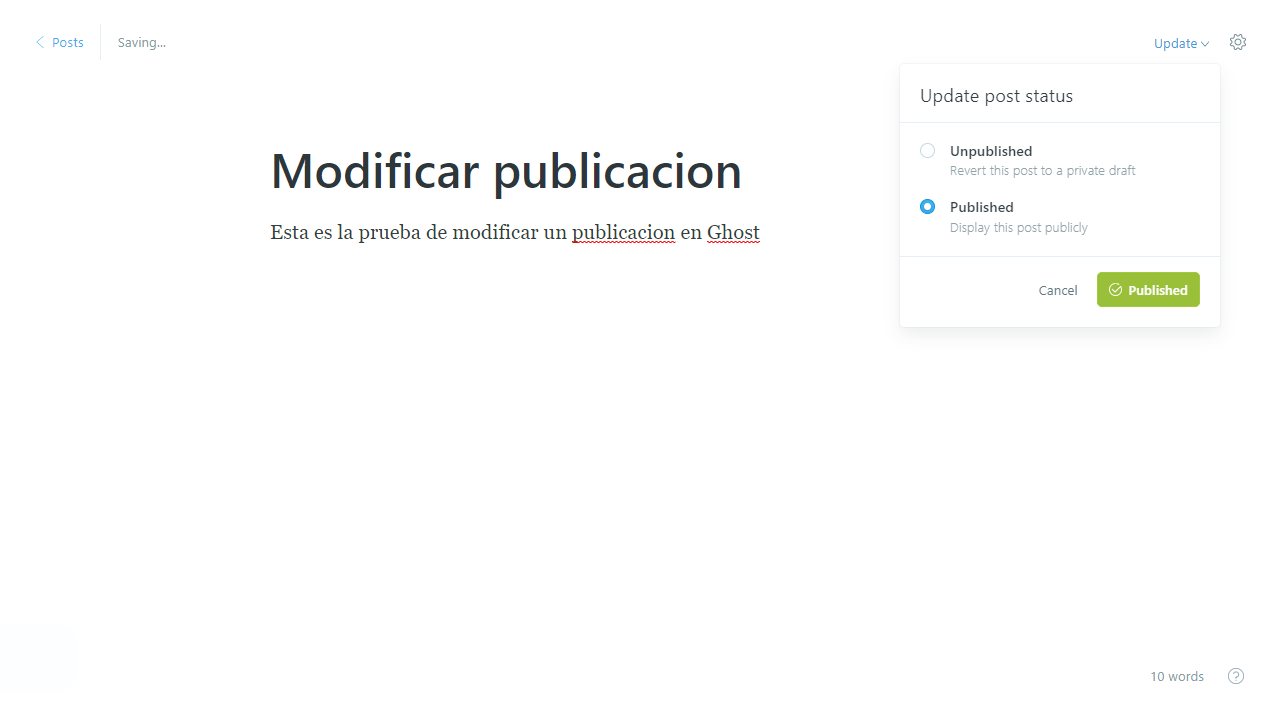 Posts
Saving...
Update
Update post status
Unpublished
Revert this post to a private draft
Published
Display this post publicly
Cancel
Published
Modificar publicacion
Esta es la prueba de modificar un publicacion en Ghost
10 words
?